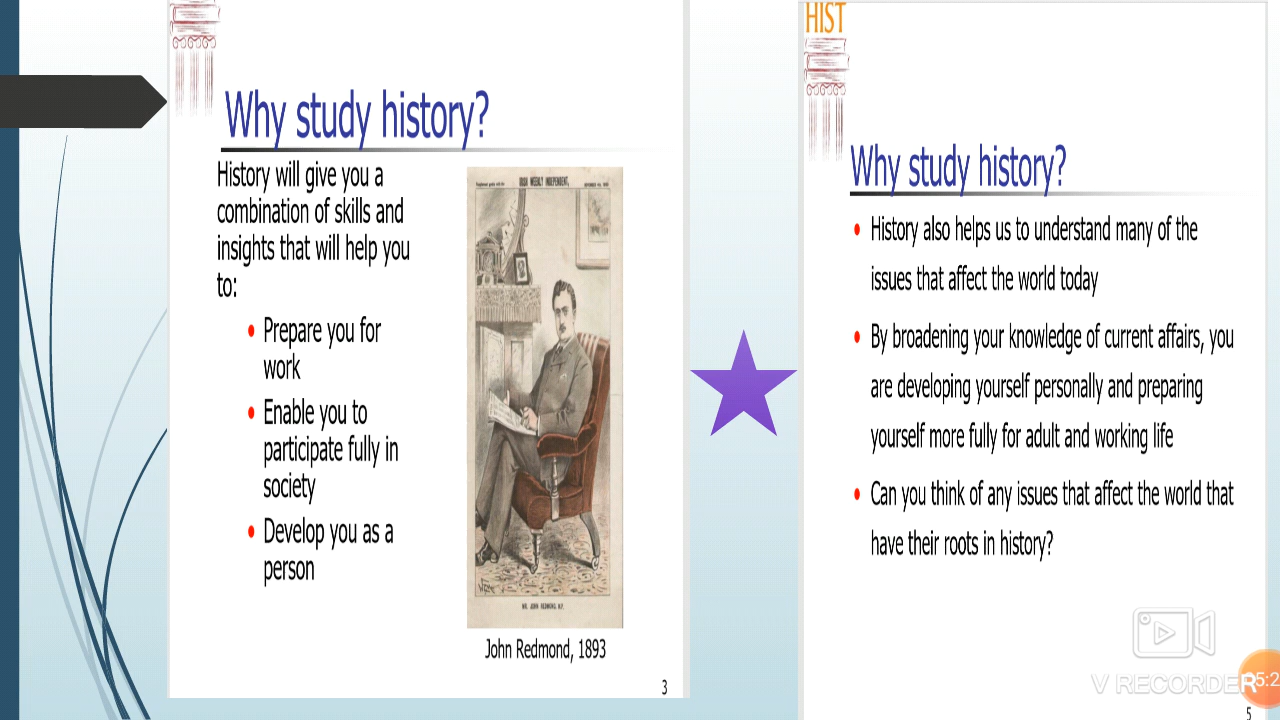 Why study history?
History will give you a
combination of skills and
insights that will help you
to:
Prepare you for
work
Enable you to
participate fully in
society
Develop you as a
person
IRISH WEEKLY INDEPENDENT,
MR. JOHN REDMOND, M.P.
John Redmond, 1893
3
HIST
Why study history?
History also helps us to understand many of the
issues that affect the world today
By broadening your knowledge of current affairs, you
are developing yourself personally and preparing
yourself more fully for adult and working life
Can you think of any issues that affect the world that
have their roots in history?
V RECORDER
5